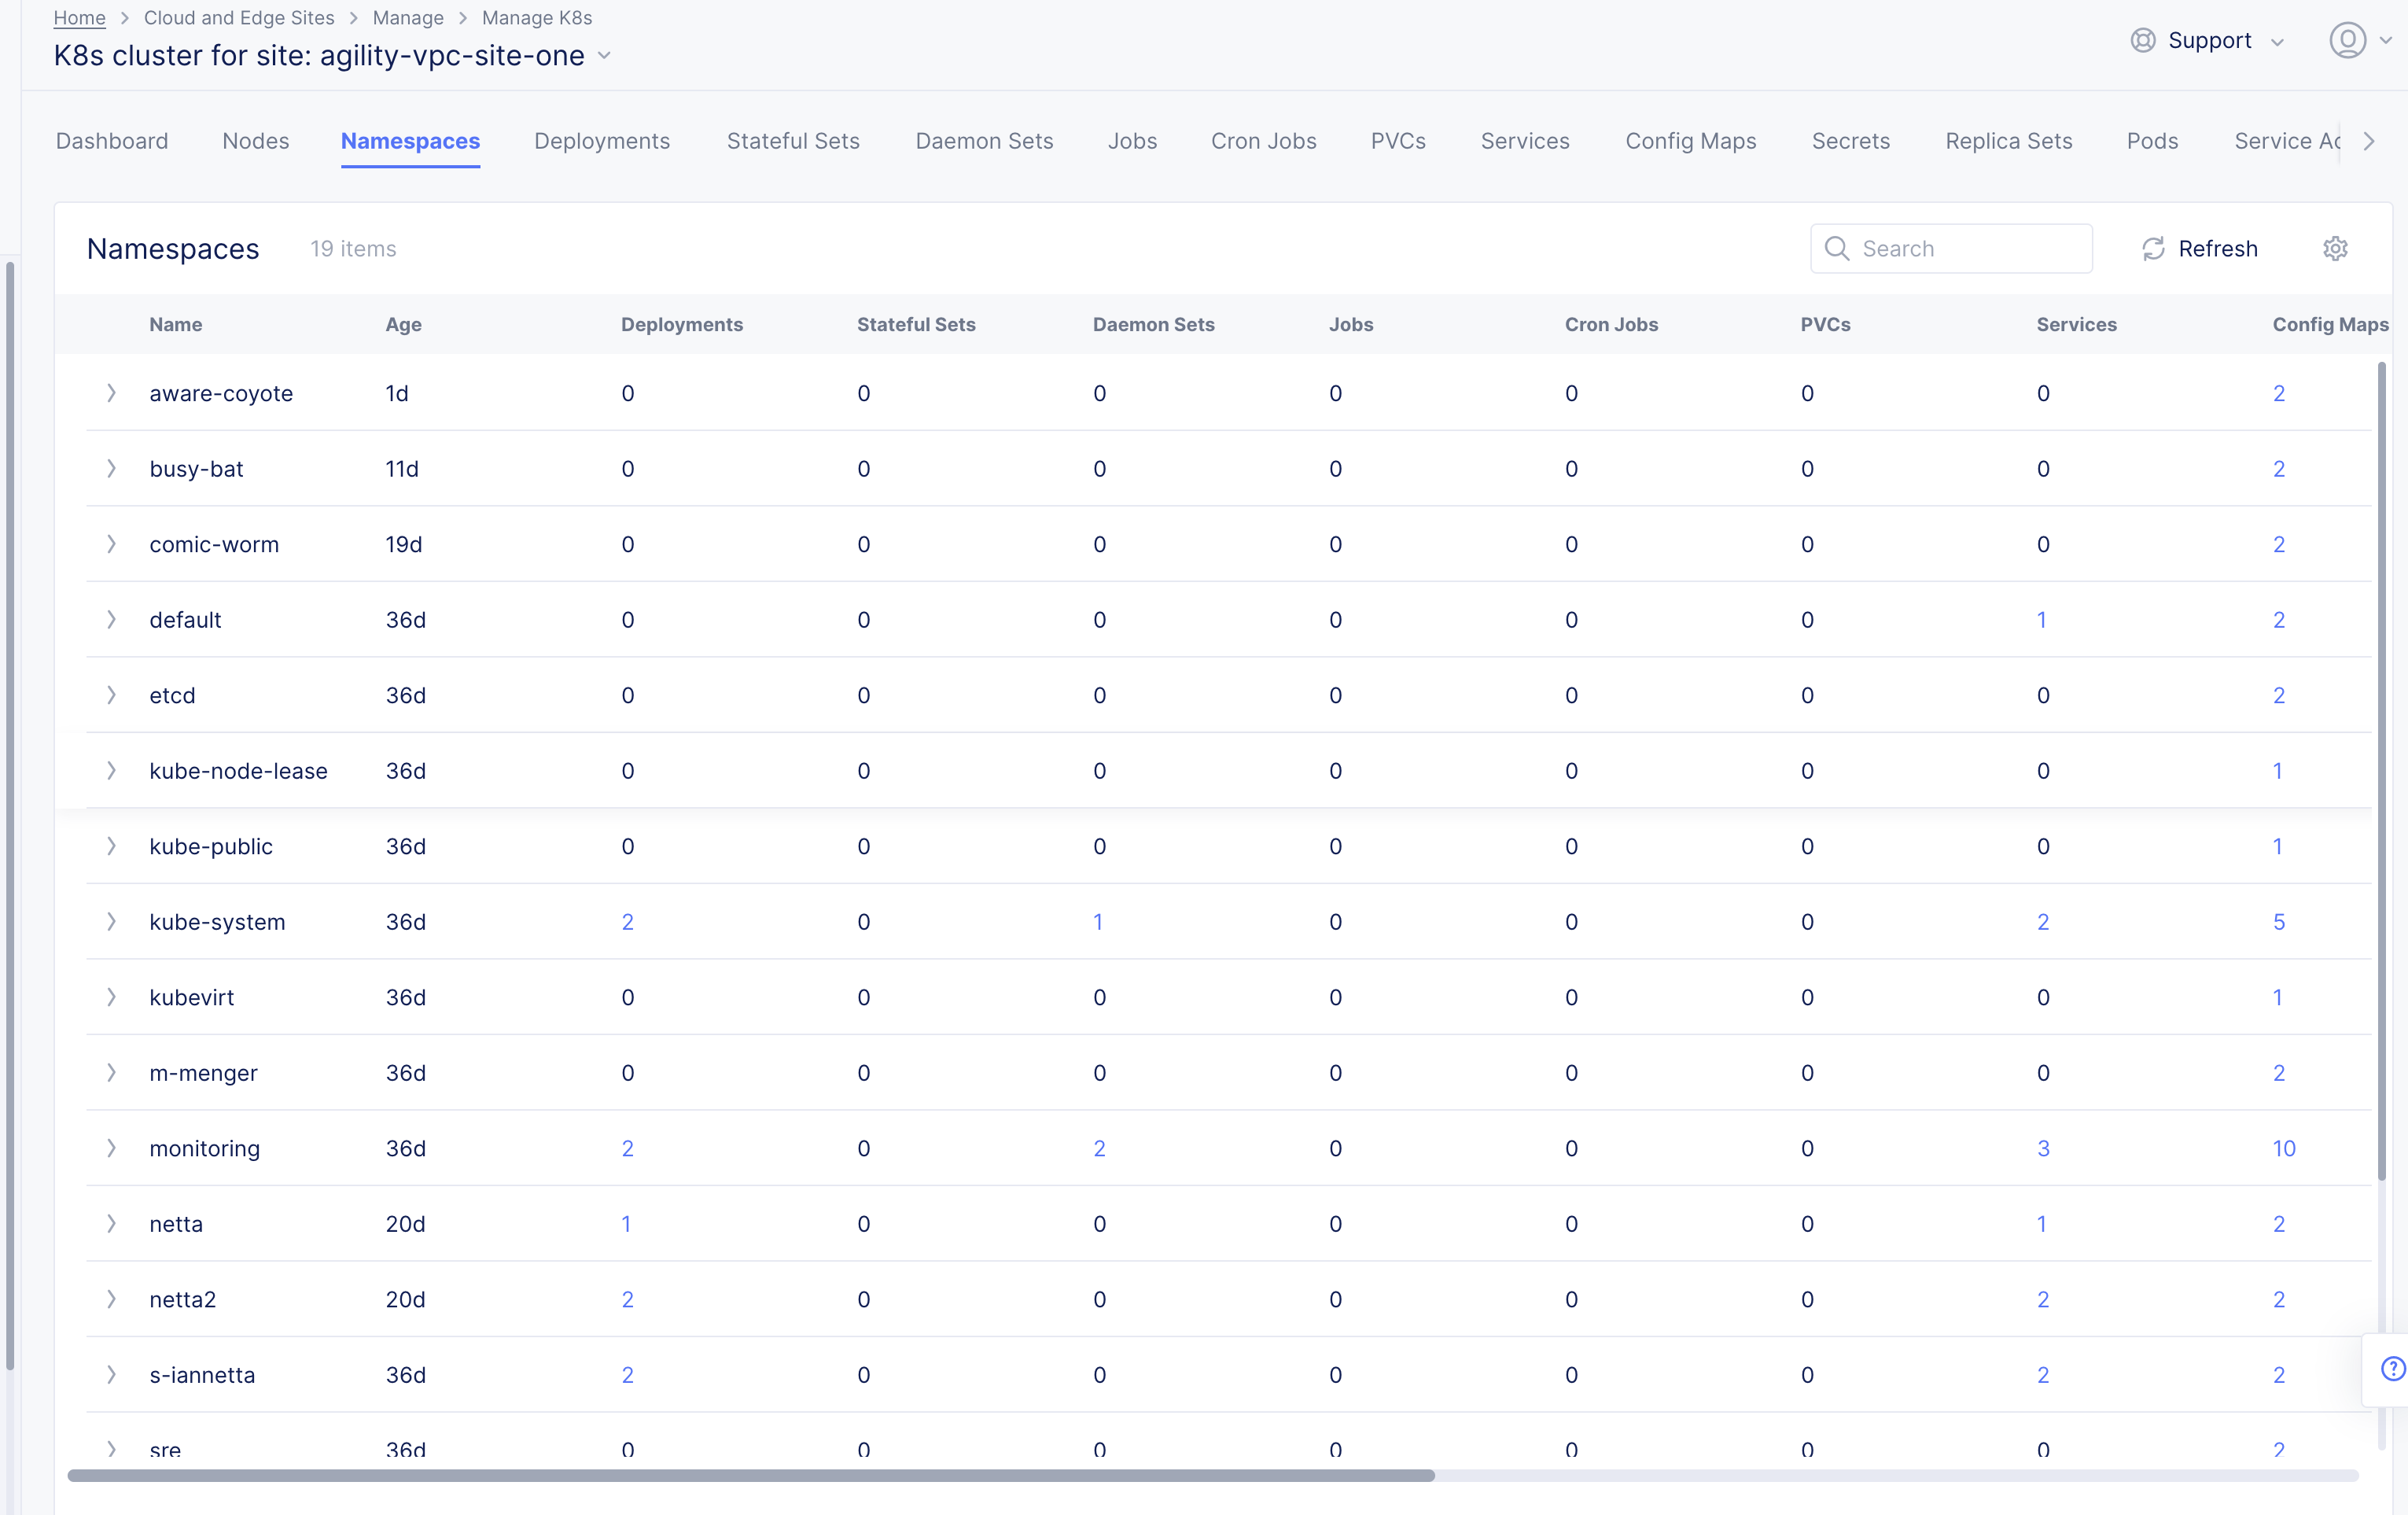 Home > Cloud and Edge Sites > Manage > Manage K8s
K8s cluster for site: agility-vpc-site-one
Support
Dashboard Nodes Namespaces Deployments Stateful Sets Daemon Sets Jobs Cron Jobs PVCs Services Config Maps Secrets Replica Sets Pods Service Ac
Namespaces 19 items Search Refresh
Name Age Deployments Stateful Sets Daemon Sets Jobs Cron Jobs PVCs Services Config Maps
aware-coyote 1d 0 0 0 0 0 0 0 2
busy-bat 11d 0 0 0 0 0 0 0 2
comic-worm 19d 0 0 0 0 0 0 0 2
default 36d 0 0 0 0 0 0 1 2
etcd 36d 0 0 0 0 0 0 0 2
kube-node-lease 36d 0 0 0 0 0 0 0 1
kube-public 36d 0 0 0 0 0 0 0 1
kube-system 36d 2 0 1 0 0 0 2 5
kubevirt 36d 0 0 0 0 0 0 0 1
m-menger 36d 0 0 0 0 0 0 0 2
monitoring 36d 2 0 2 0 0 0 3 10
netta 20d 1 0 0 0 0 0 1 2
netta2 20d 2 0 0 0 0 0 2 2
s-iannetta 36d 2 0 0 0 0 0 2 2
sre 36d 0 0 0 0 0 0 0 2